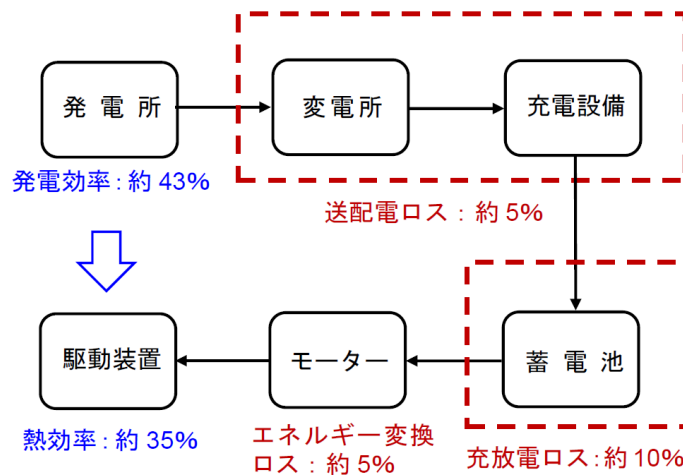 発電所
変電所
充電設備
発電効率：約 43%
送配電ロス：約 5%
駆動装置
モーター
蓄電池
熱効率：約 35%
エネルギー変換
ロス：約 5%
充放電ロス：約 10%